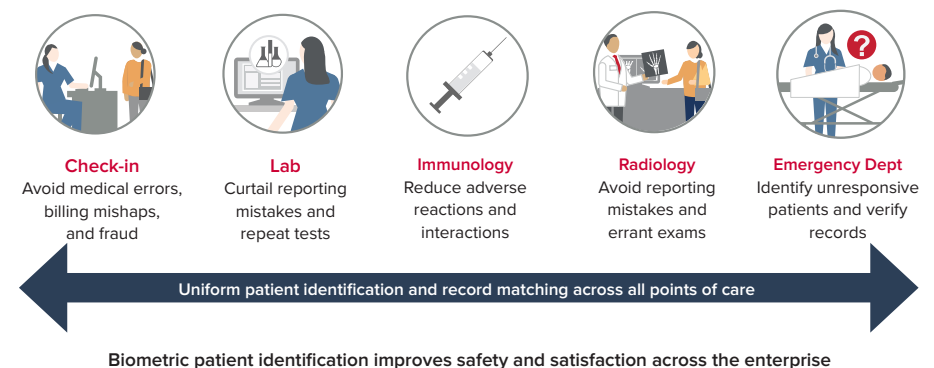 Check-in
Avoid medical errors,
billing mishaps,
and fraud
Lab
Curtail reporting
mistakes and
repeat tests
Immunology
Reduce adverse
reactions and
interactions
Radiology
Avoid reporting
mistakes and
errant exams
?
Emergency Dept
Identify unresponsive
patients and verify
records
Uniform patient identification and record matching across all points of care
Biometric patient identification improves safety and satisfaction across the enterprise